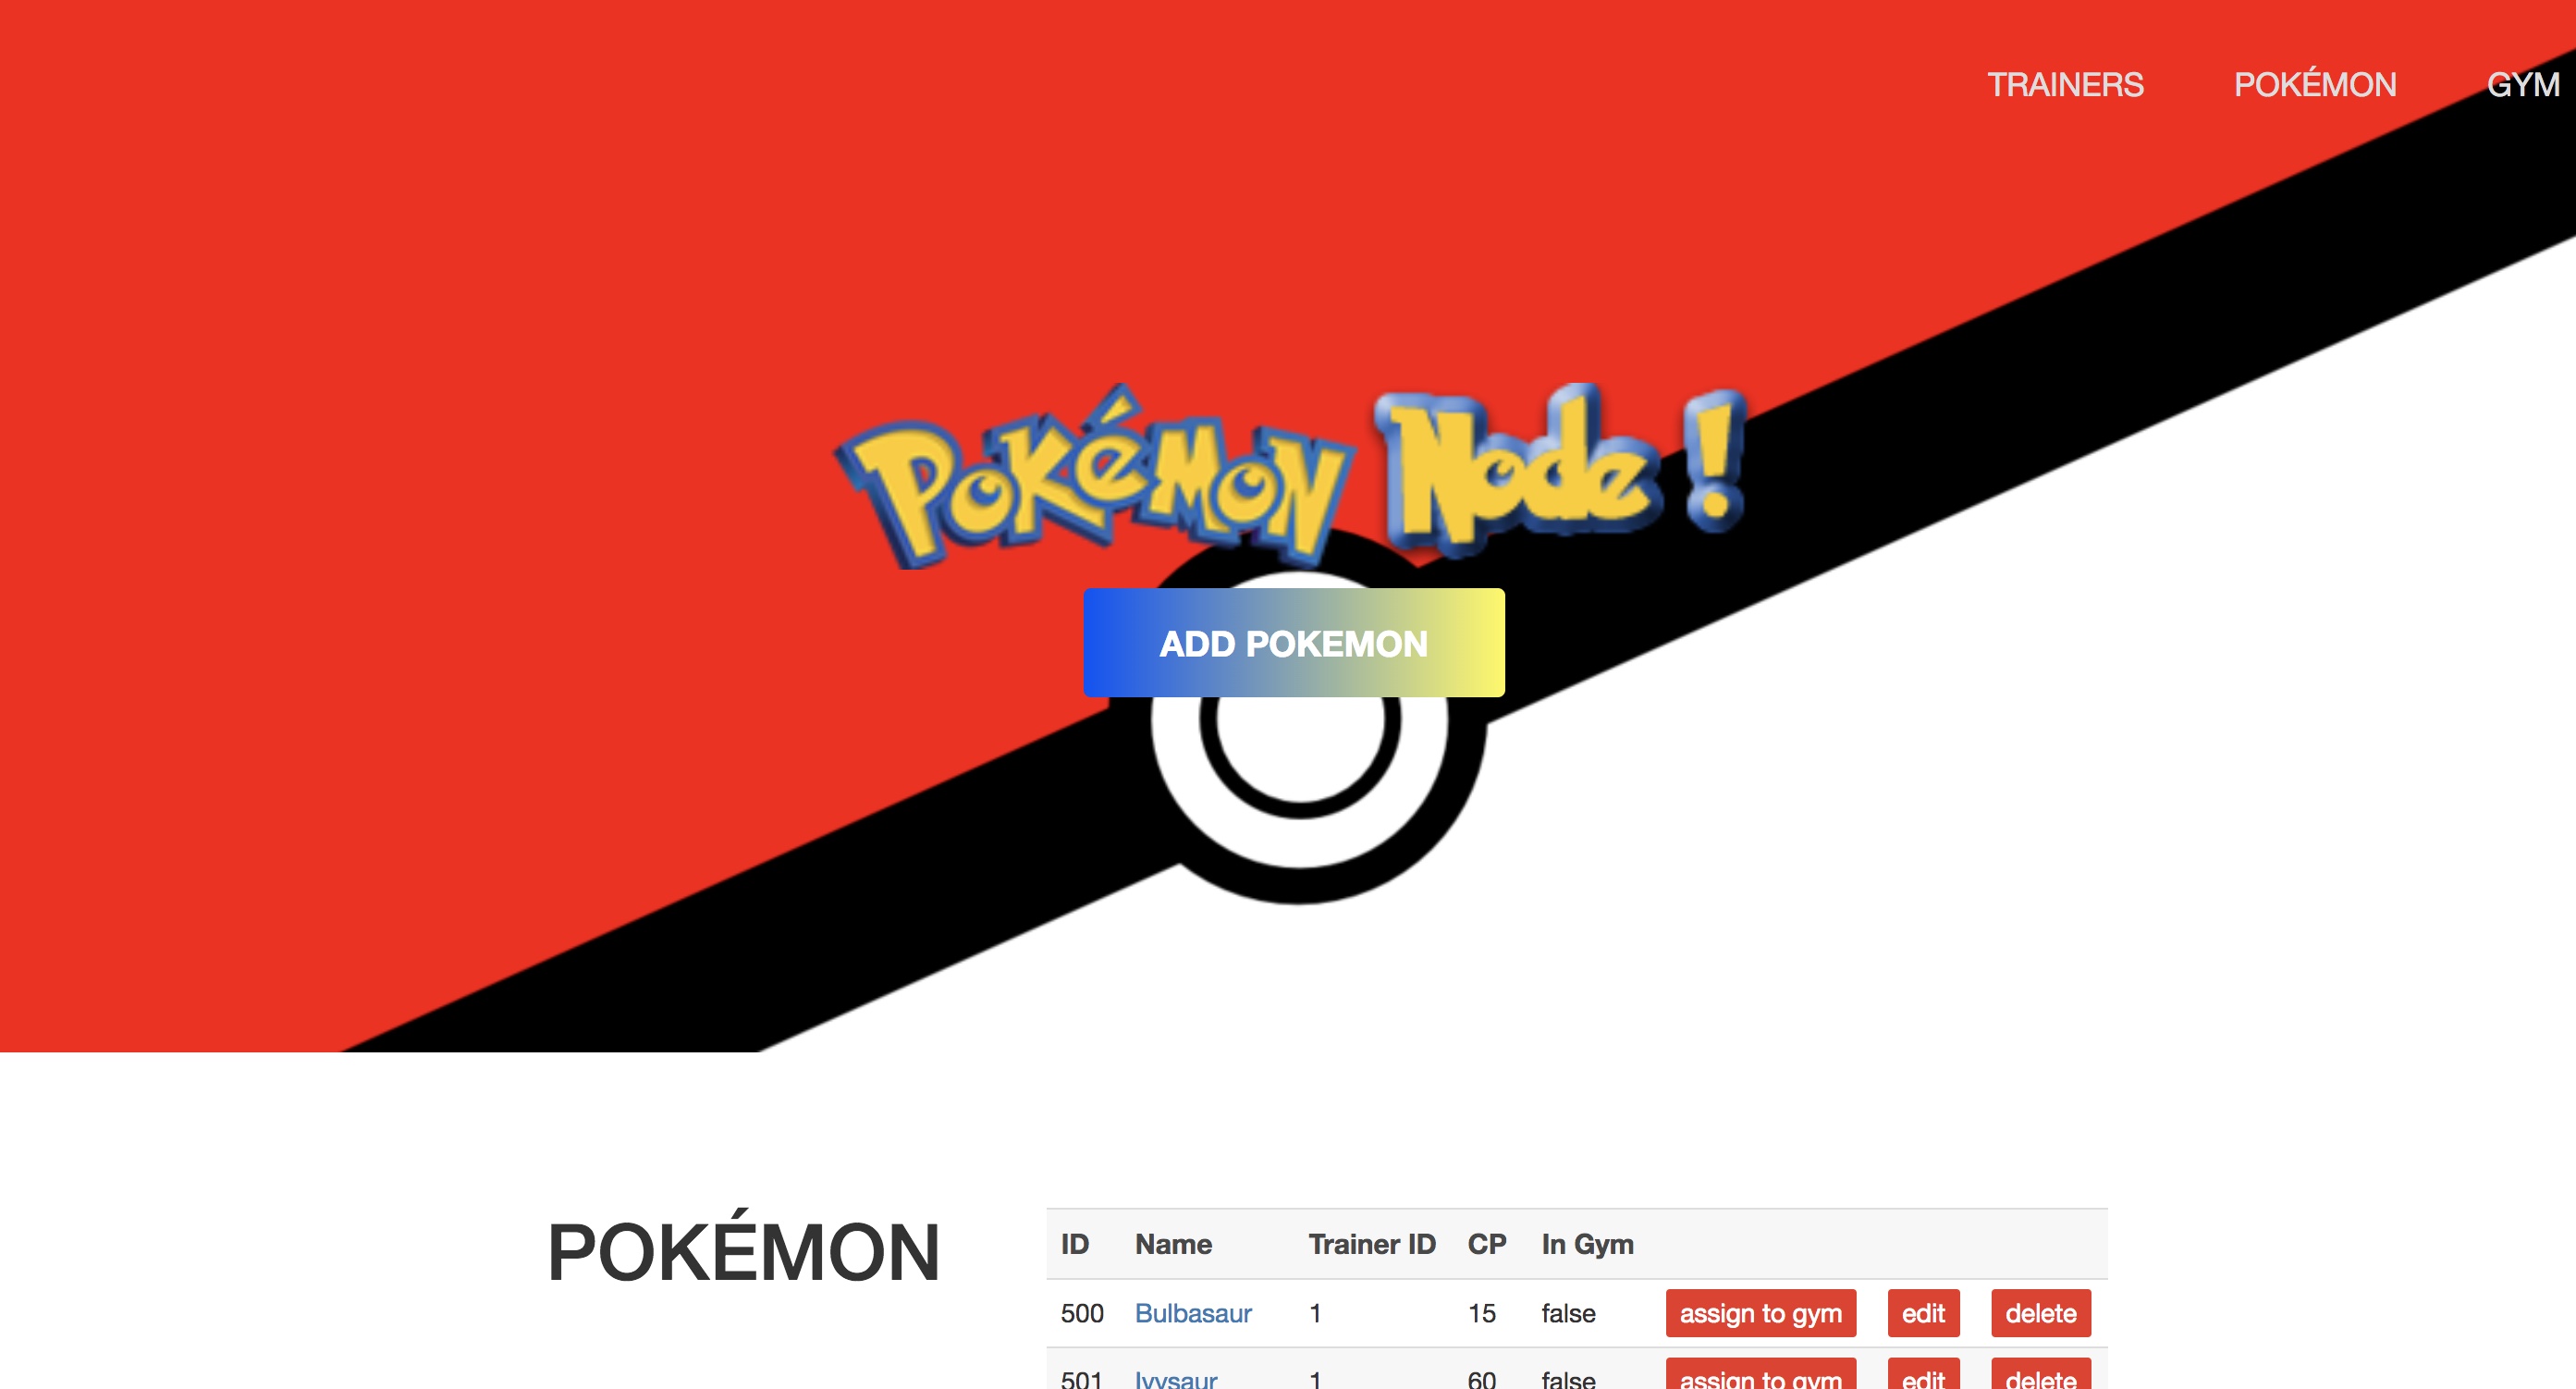 TRAINERS POKÉMON GYM
POKéMON Node!
ADD POKEMON
POKÉMON
ID Name Trainer ID CP In Gym
500 Bulbasaur 1 15 false assign to gym edit delete
501 Ivysaur 1 60 false assign to gym edit delete